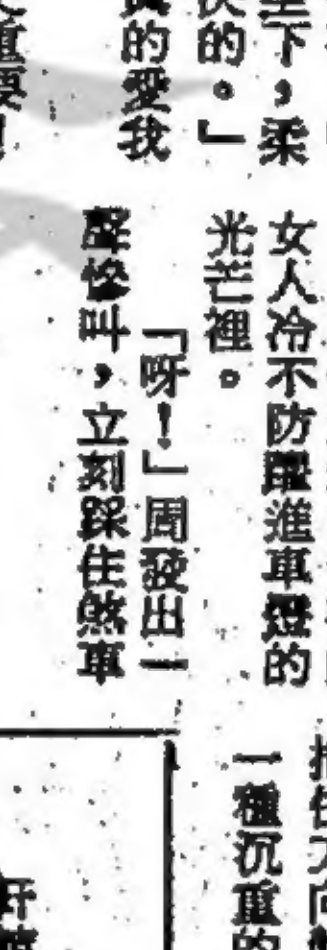 坐下，柔
快的。」
的愛我
重要
女人冷不防躍進車燈的
光芒裡。
「呀！」周發出一
聲慘叫，立刻踩住煞車
一種沉重的